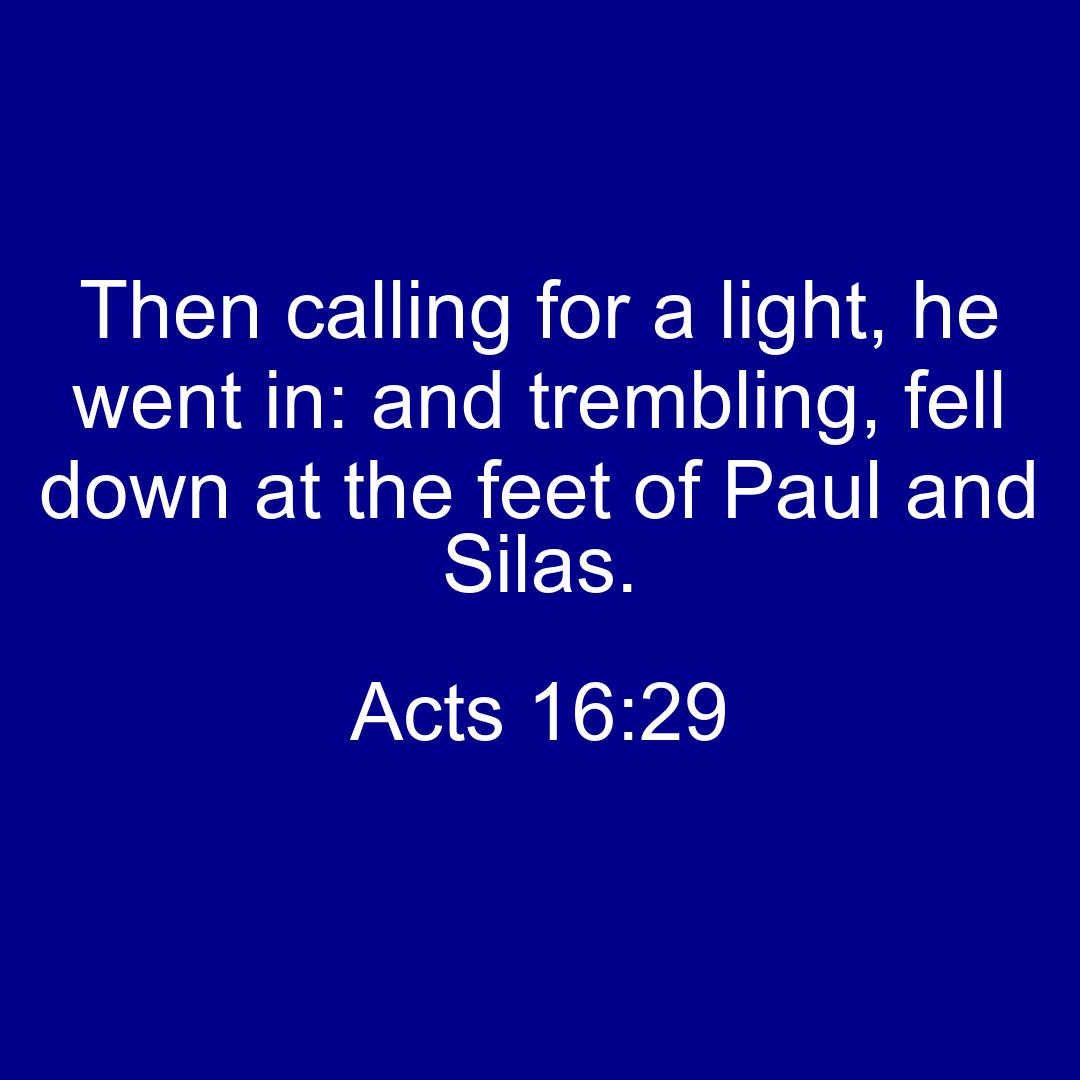 Then calling for a light, he
went in: and trembling, fell
down at the feet of Paul and
Silas.
Acts 16:29